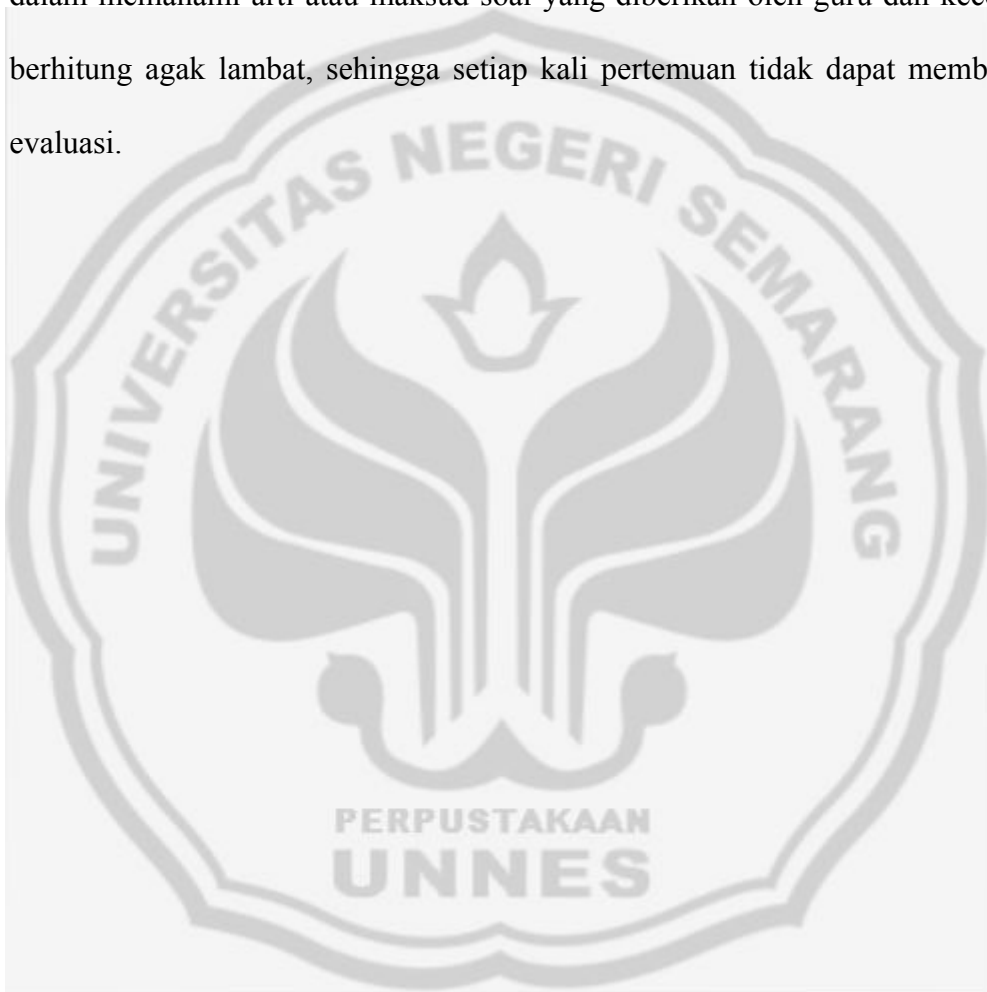 dalam memahami arti atau maksud soal yang diberikan oleh guru dan
berhitung agak lambat, sehingga setiap kali pertemuan tidak dapat
evaluasi.
UNIVERSITAS NEGERI SEMARANG
PERPUSTAKAAN
UNNES